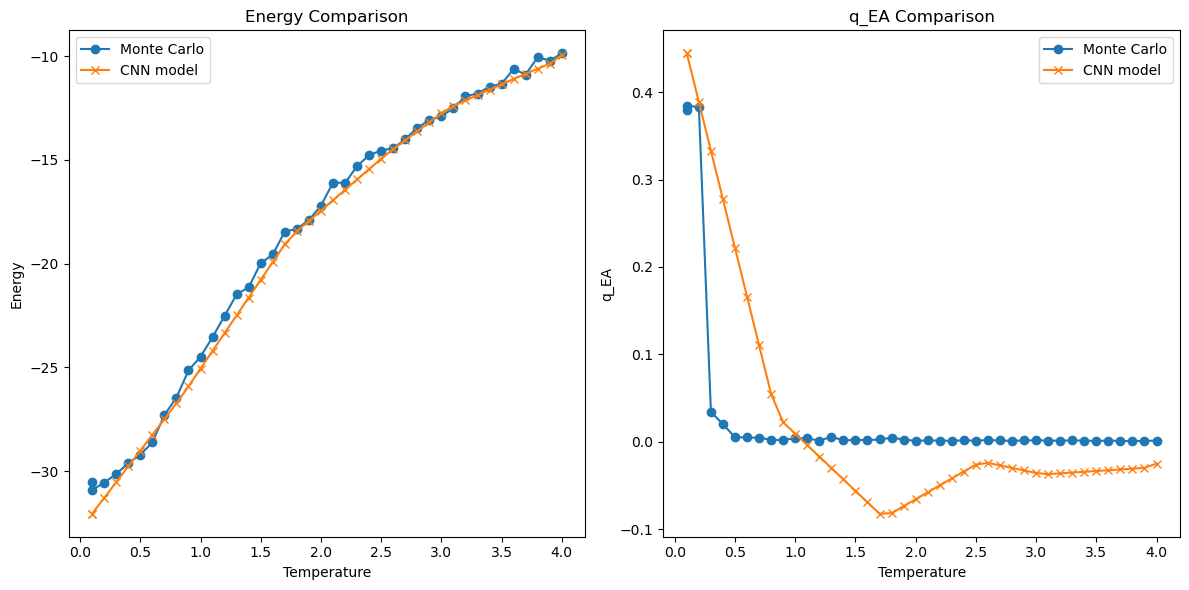 Energy Comparison
Monte Carlo
CNN model
−10
−15
−20
−25
−30
Energy
0.0 0.5 1.0 1.5 2.0 2.5 3.0 3.5 4.0
Temperature
q_EA Comparison
Monte Carlo
CNN model
0.4
0.3
0.2
0.1
0.0
−0.1
q_EA
0.0 0.5 1.0 1.5 2.0 2.5 3.0 3.5 4.0
Temperature